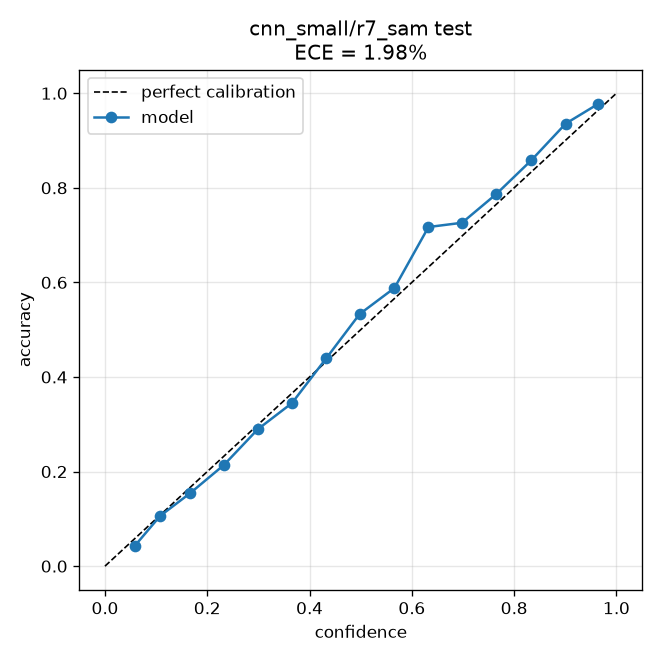 cnn_small/r7_sam test
ECE = 1.98%
perfect calibration
model
1.0
0.8
0.6
0.4
0.2
0.0
accuracy
0.0 0.2 0.4 0.6 0.8 1.0
confidence